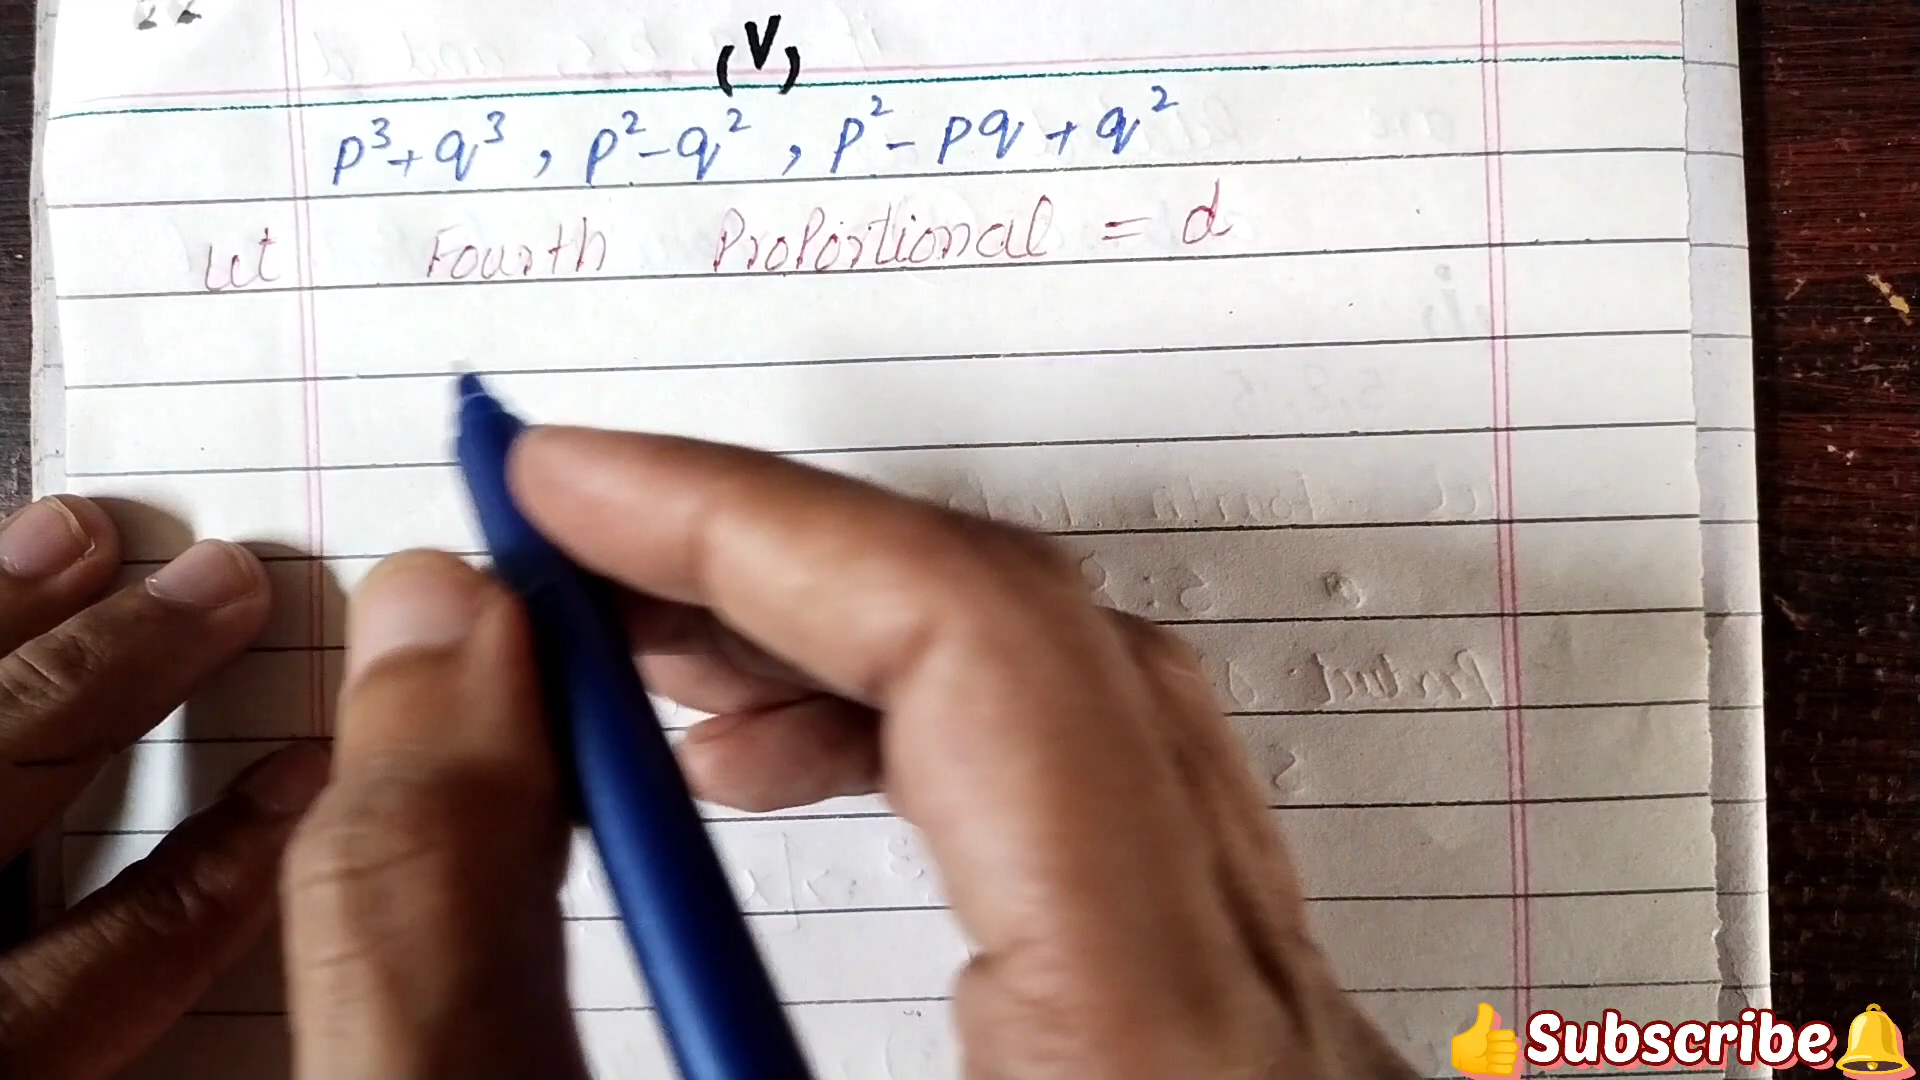 (V)
p³+q³, p²-q², p²-pq+q²
Let Fourth Proportional = d
Subscribe